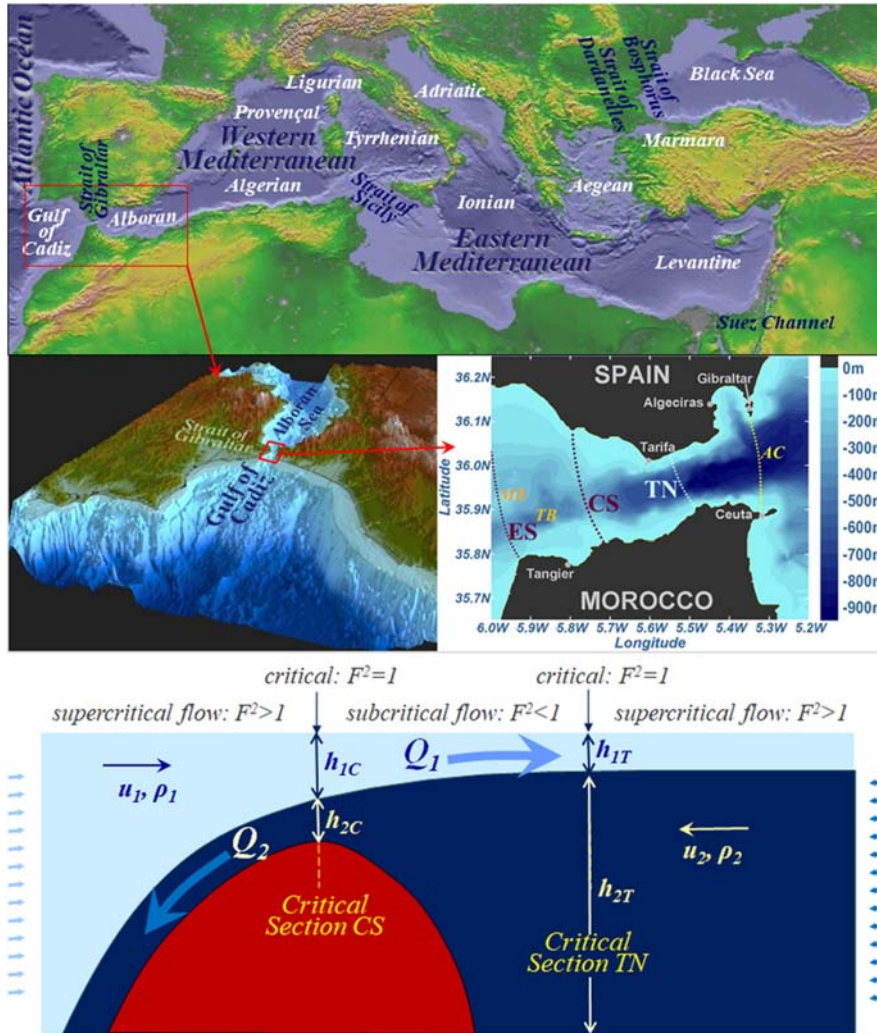 Atlantic Ocean
Gulf of Cadiz
Strait of Gibraltar
Alboran
Western Mediterranean
Provençal
Algerian
Ligurian
Tyrrhenian
Adriatic
Strait of Sicily
Ionian
Eastern Mediterranean
Aegean
Levantine
Strait of Dardanelles
Strait of Bosphorus
Marmara
Black Sea
Suez Channel
Strait of Gibraltar
Alboran Sea
Gulf of Cadiz
36.2N
36.1N
36.0N
35.9N
35.8N
35.7N
Latitude
SPAIN
Gibraltar
Algeciras
Tarifa
AC
TN
CS
TB
ES
Ceuta
Tangier
MOROCCO
6.0W 5.9W 5.8W 5.7W 5.6W 5.5W 5.4W 5.3W 5.2W
Longitude
0m
-100m
-200m
-300m
-400m
-500m
-600m
-700m
-800m
-900m
critical: F²=1 critical: F²=1
supercritical flow: F²>1 subcritical flow: F²<1 supercritical flow: F²>1
h1C
Q1
h1T
u1, ρ1
h2C
Q2
u2, ρ2
h2T
Critical
Section CS
Critical
Section TN